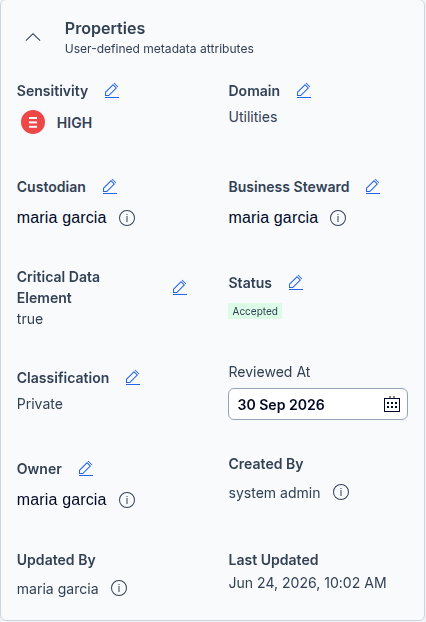 Properties
User-defined metadata attributes
Sensitivity
HIGH
Domain
Utilities
Custodian
maria garcia
Business Steward
maria garcia
Critical Data
Element
true
Status
Accepted
Classification
Private
Reviewed At
30 Sep 2026
Owner
maria garcia
Created By
system admin
Updated By
maria garcia
Last Updated
Jun 24, 2026, 10:02 AM